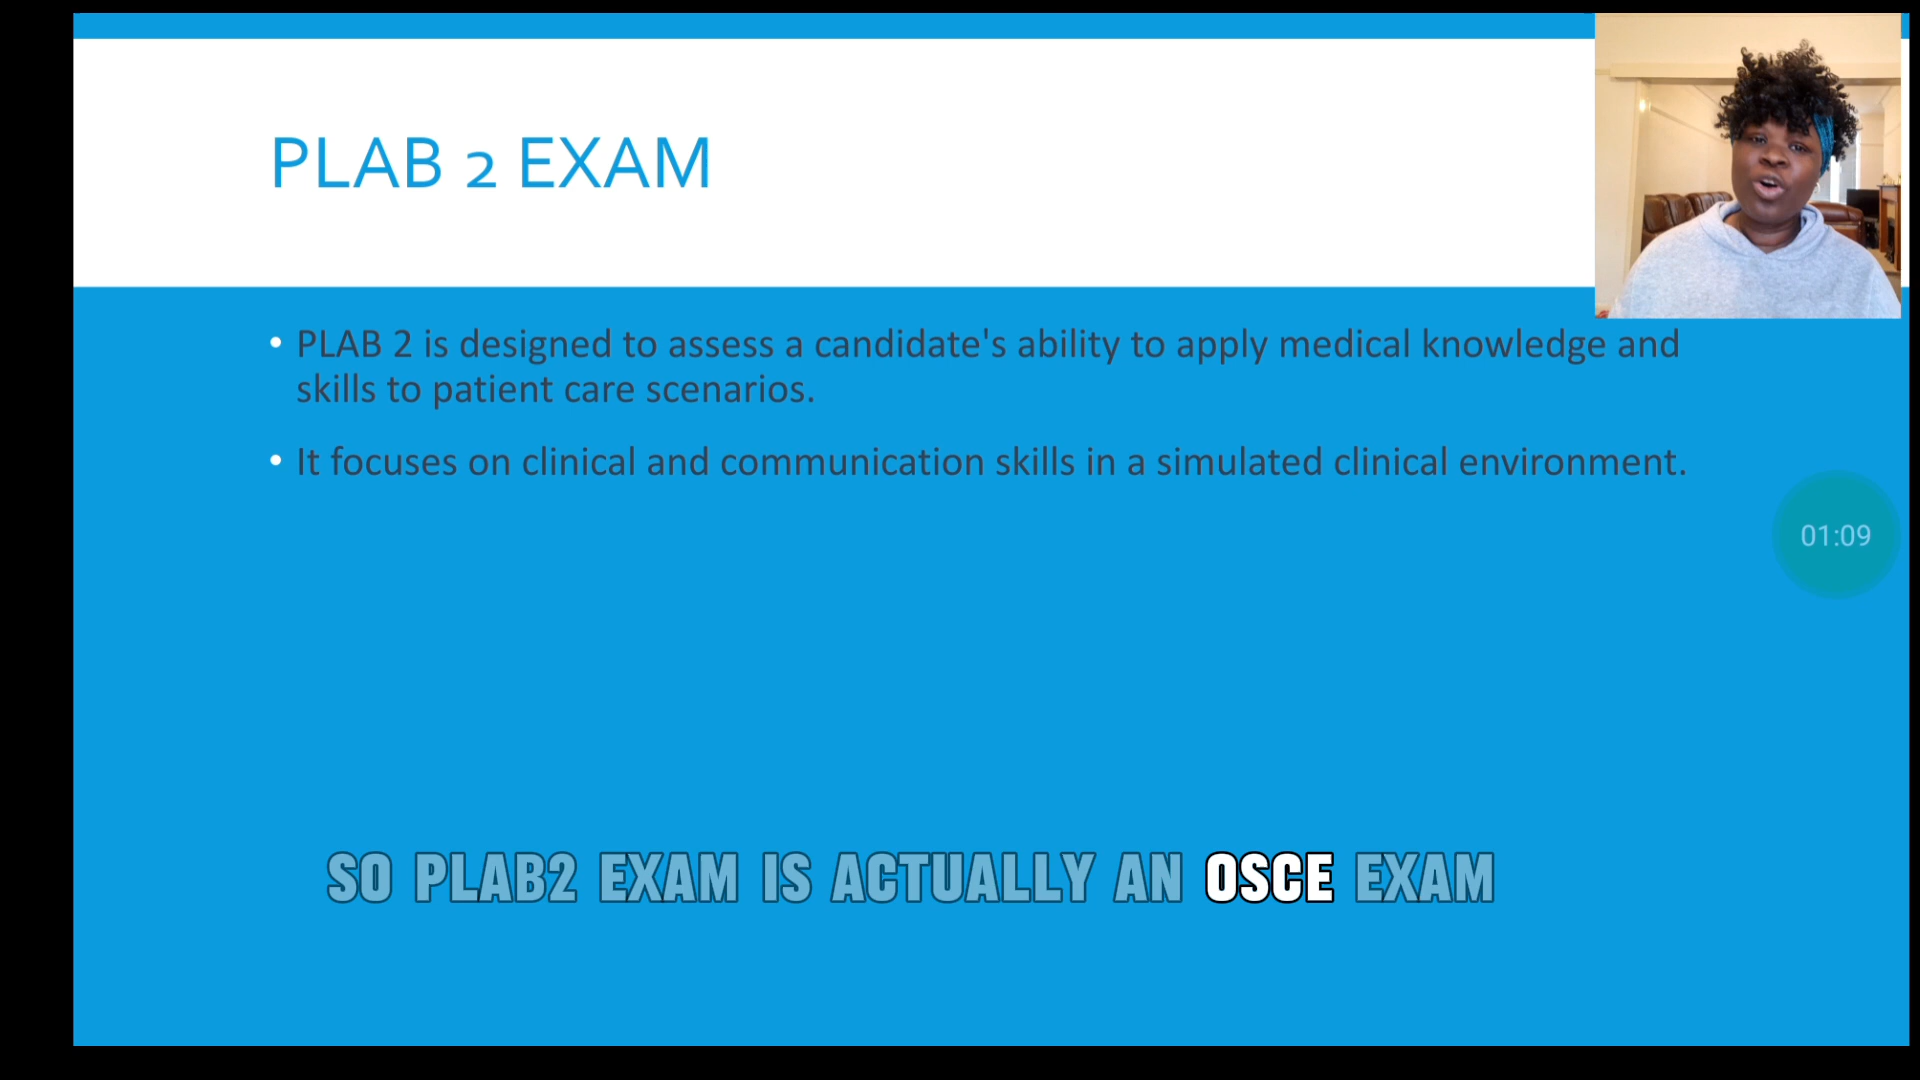 PLAB 2 EXAM
• PLAB 2 is designed to assess a candidate's ability to apply medical knowledge and
skills to patient care scenarios.
• It focuses on clinical and communication skills in a simulated clinical environment.
01:09
SO PLAB2 EXAM IS ACTUALLY AN OSCE EXAM